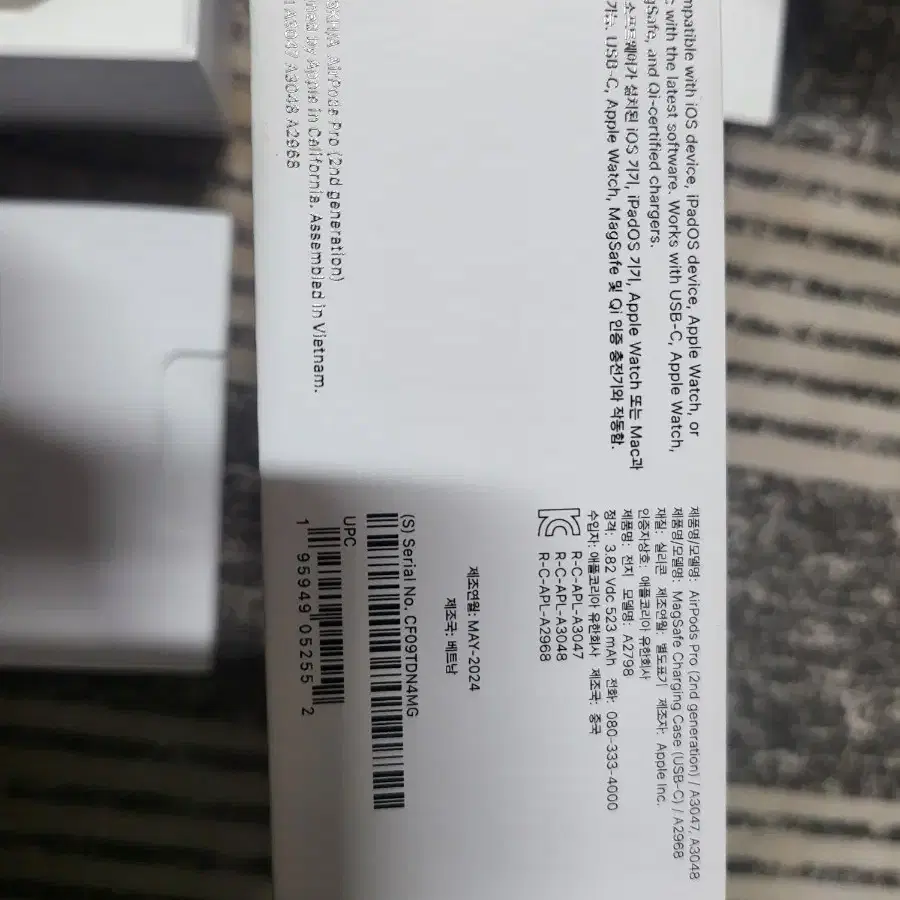 mpatible with iOS device, iPadOS device, Apple Watch, or
with the latest software. Works with USB-C, Apple Watch,
gSafe, and Qi-certified chargers.
소프트웨어가 설치된 iOS 기기, iPadOS 기기, Apple Watch 또는 Mac과
USB-C, Apple Watch, MagSafe 및 Qi 인증 충전기와 작동함.
AirPods Pro (2nd generation)
by Apple in California. Assembled in Vietnam.
A3047 A3048 A2968
제품명/모델명: AirPods Pro (2nd generation) / A3047, A3048
제품명/모델명: MagSafe Charging Case (USB-C) / A2968
재질: 실리콘 제조연월: 별도표기 제조자: Apple Inc.
인증자상호: 애플코리아 유한회사
제품명: 전지 모델명: A2798
정격: 3.82 Vdc 523 mAh 전화: 080-333-4000
수입자: 애플코리아 유한회사 제조국: 중국
R-C-APL-A3047
R-C-APL-A3048
R-C-APL-A2968
제조연월: MAY-2024
제조국: 베트남
(S) Serial No. CF09TDN4MG
UPC
1 95949 05255 2